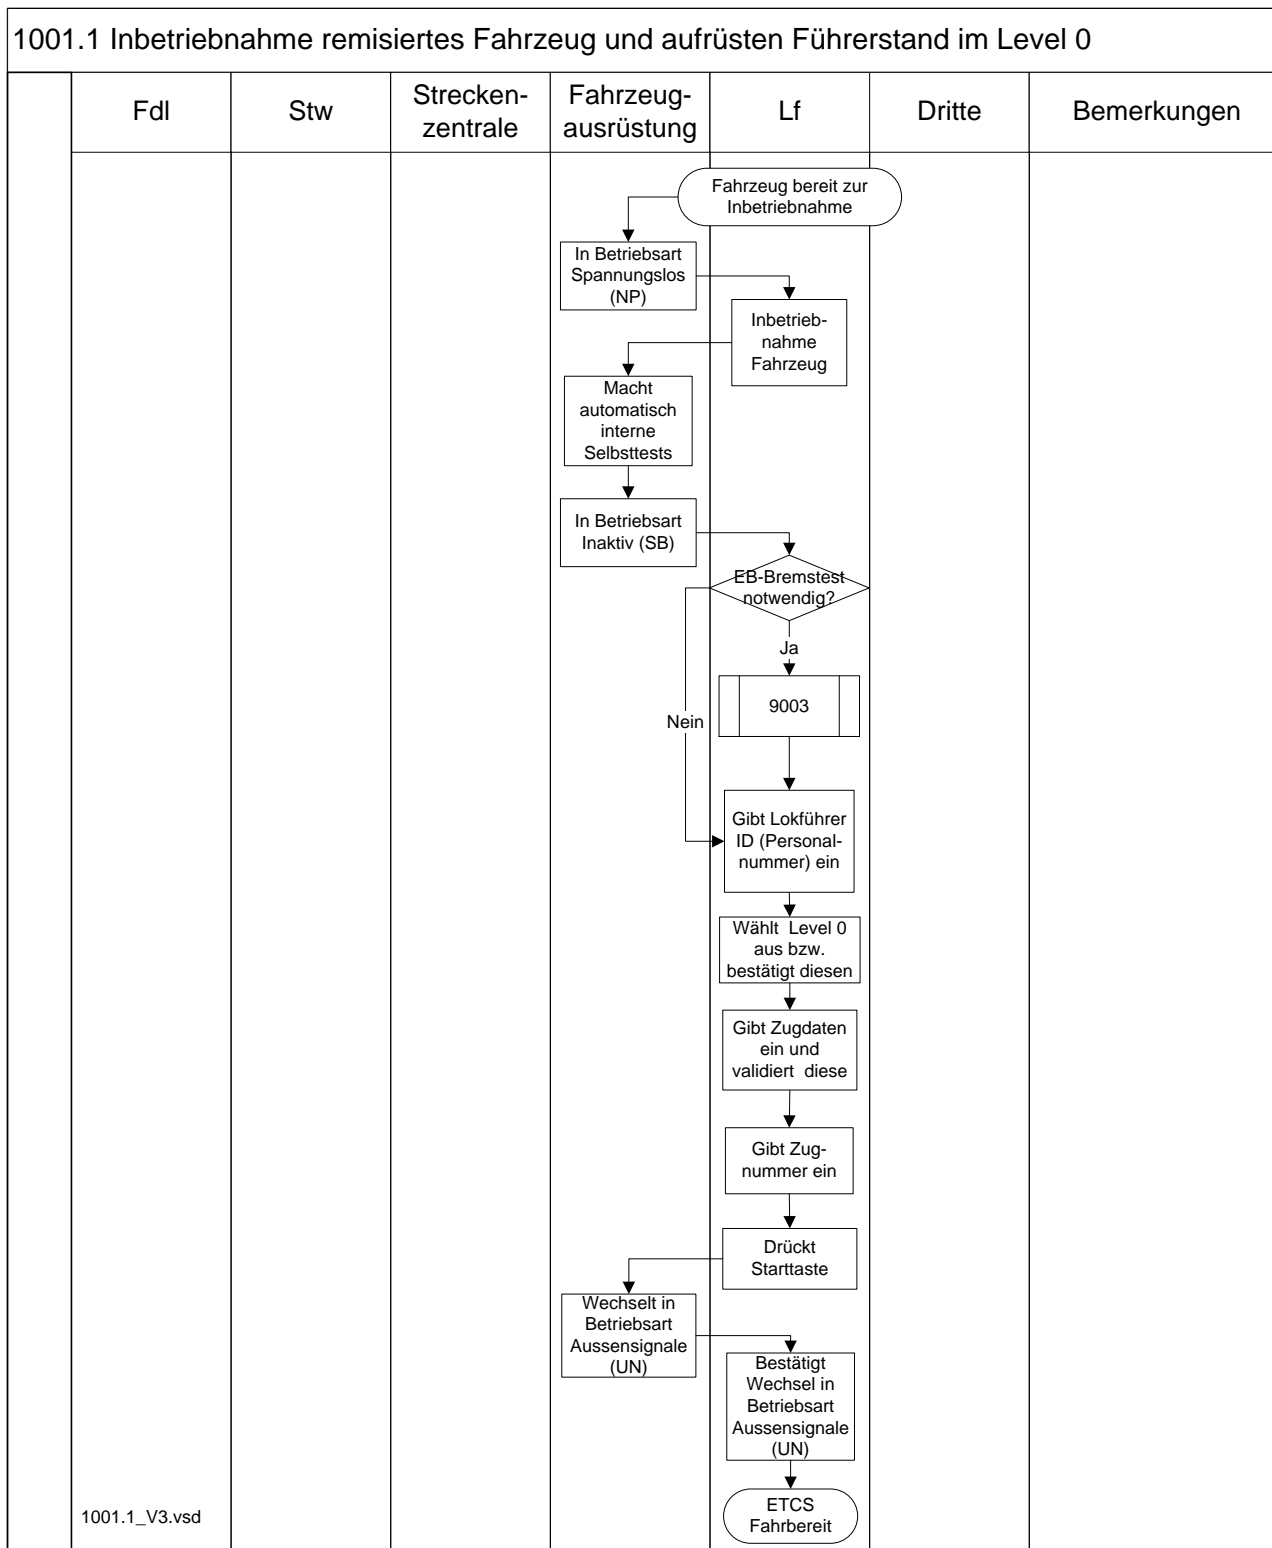 1001.1 Inbetriebnahme remisiertes Fahrzeug und aufrüsten Führerstand im Level 0
Fdl
Stw
Strecken-
zentrale
Fahrzeug-
ausrüstung
Lf
Dritte
Bemerkungen
Fahrzeug bereit zur
Inbetriebnahme
In Betriebsart
Spannungslos
(NP)
Inbetrieb-
nahme
Fahrzeug
Macht
automatisch
interne
Selbsttests
In Betriebsart
Inaktiv (SB)
EB-Bremstest
notwendig?
Ja
9003
Nein
Gibt Lokführer
ID (Personal-
nummer) ein
Wählt Level 0
aus bzw.
bestätigt diesen
Gibt Zugdaten
ein und
validiert diese
Gibt Zug-
nummer ein
Drückt
Starttaste
Wechselt in
Betriebsart
Aussensignale
(UN)
Bestätigt
Wechsel in
Betriebsart
Aussensignale
(UN)
ETCS
Fahrbereit
1001.1_V3.vsd